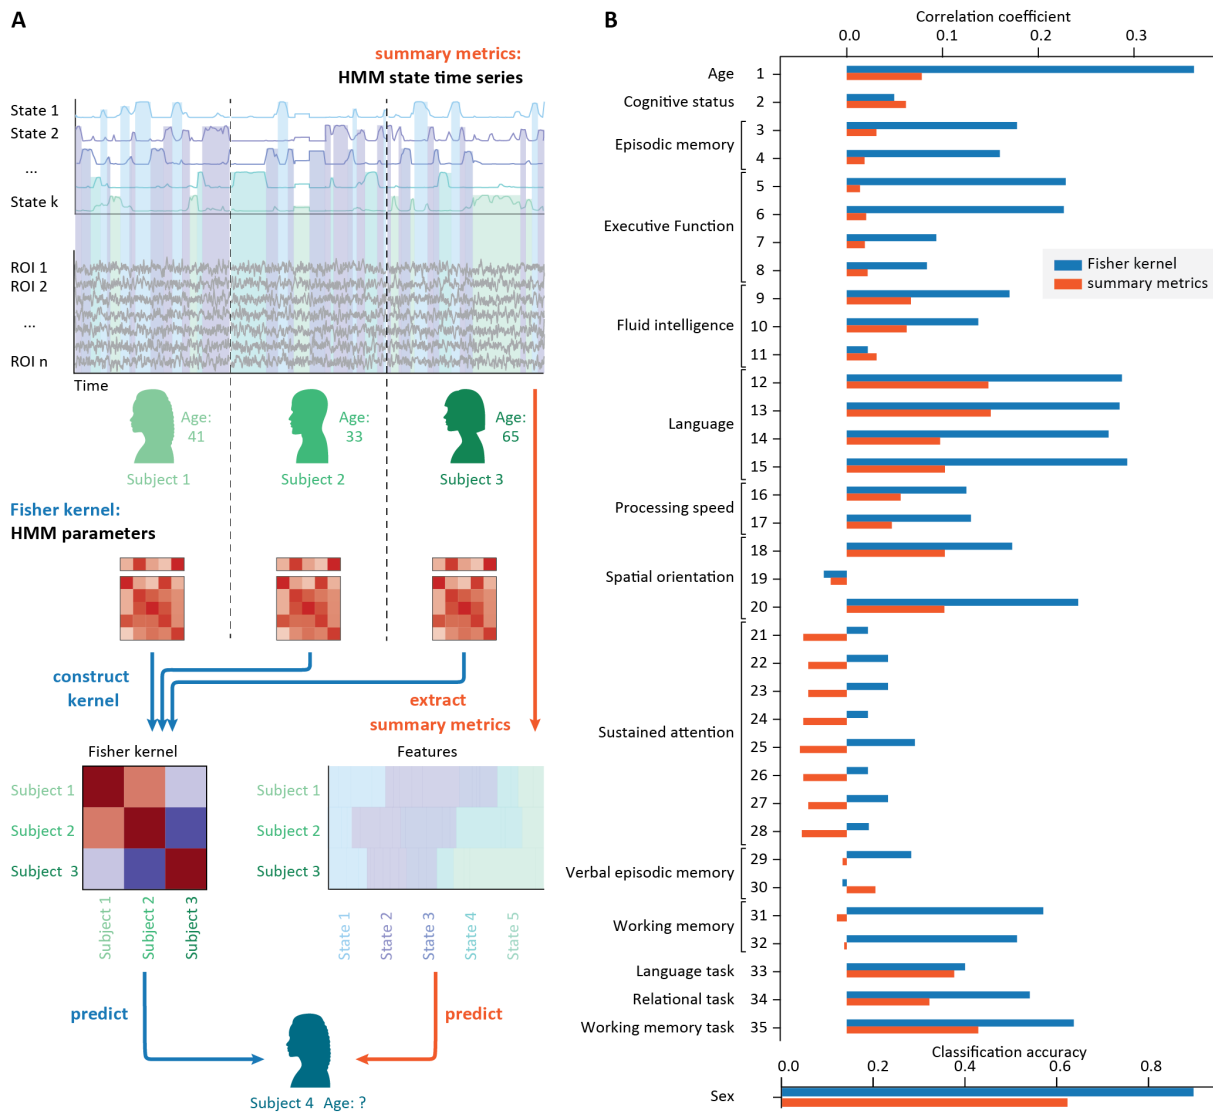 A
summary metrics:
HMM state time series
State 1
State 2
...
State k
ROI 1
ROI 2
...
ROI n
Time
Age:
41
Age:
33
Age:
65
Subject 1
Subject 2
Subject 3
Fisher kernel:
HMM parameters
construct
kernel
extract
summary metrics
Fisher kernel
Features
Subject 1
Subject 2
Subject 3
Subject 1
Subject 2
Subject 3
Subject 1
Subject 2
Subject 3
State 1
State 2
State 3
State 4
State 5
predict
predict
Subject 4 Age: ?
B
Correlation coefficient
0.0 0.1 0.2 0.3
Age 1
Cognitive status 2
Episodic memory
3
4
Executive Function
5
6
7
8
Fisher kernel
summary metrics
Fluid intelligence
9
10
11
Language
12
13
14
15
Processing speed
16
17
Spatial orientation
18
19
20
Sustained attention
21
22
23
24
25
26
27
28
Verbal episodic memory
29
30
Working memory
31
32
Language task 33
Relational task 34
Working memory task 35
Classification accuracy
0.0 0.2 0.4 0.6 0.8
Sex